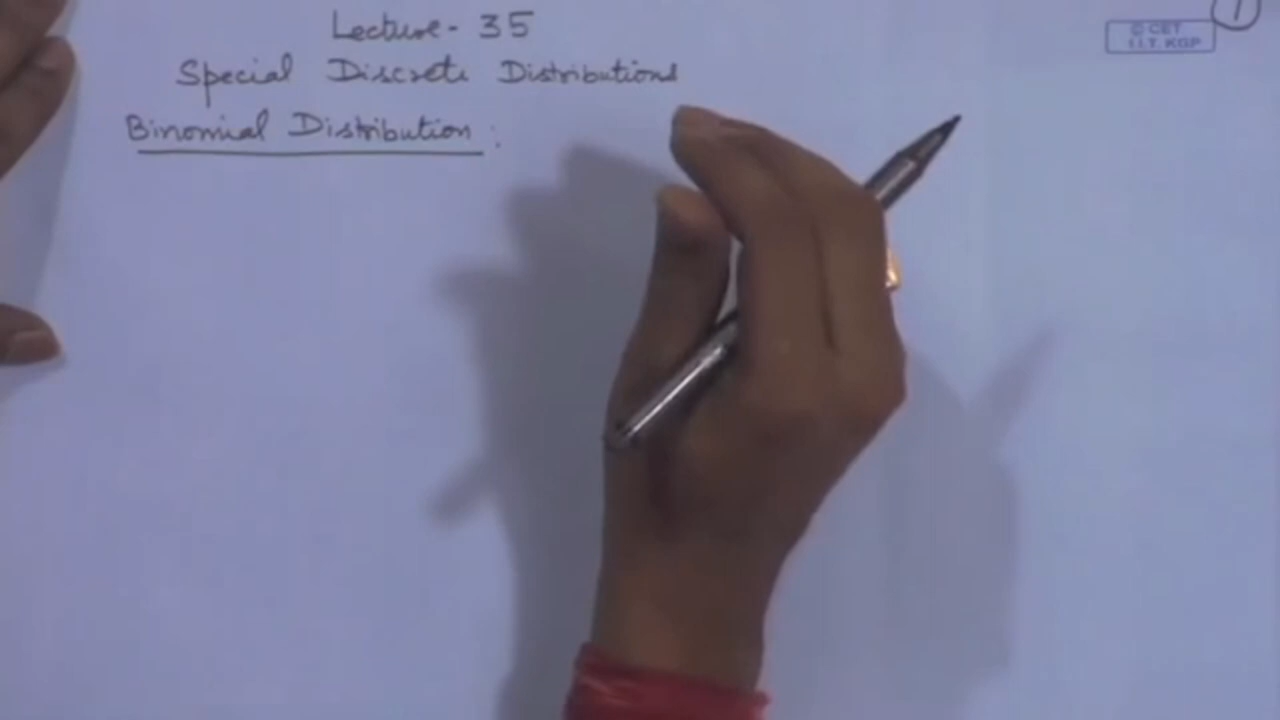 Lecture - 35
© CET
I.I.T. KGP
1
Special Discrete Distributions
Binomial Distribution :